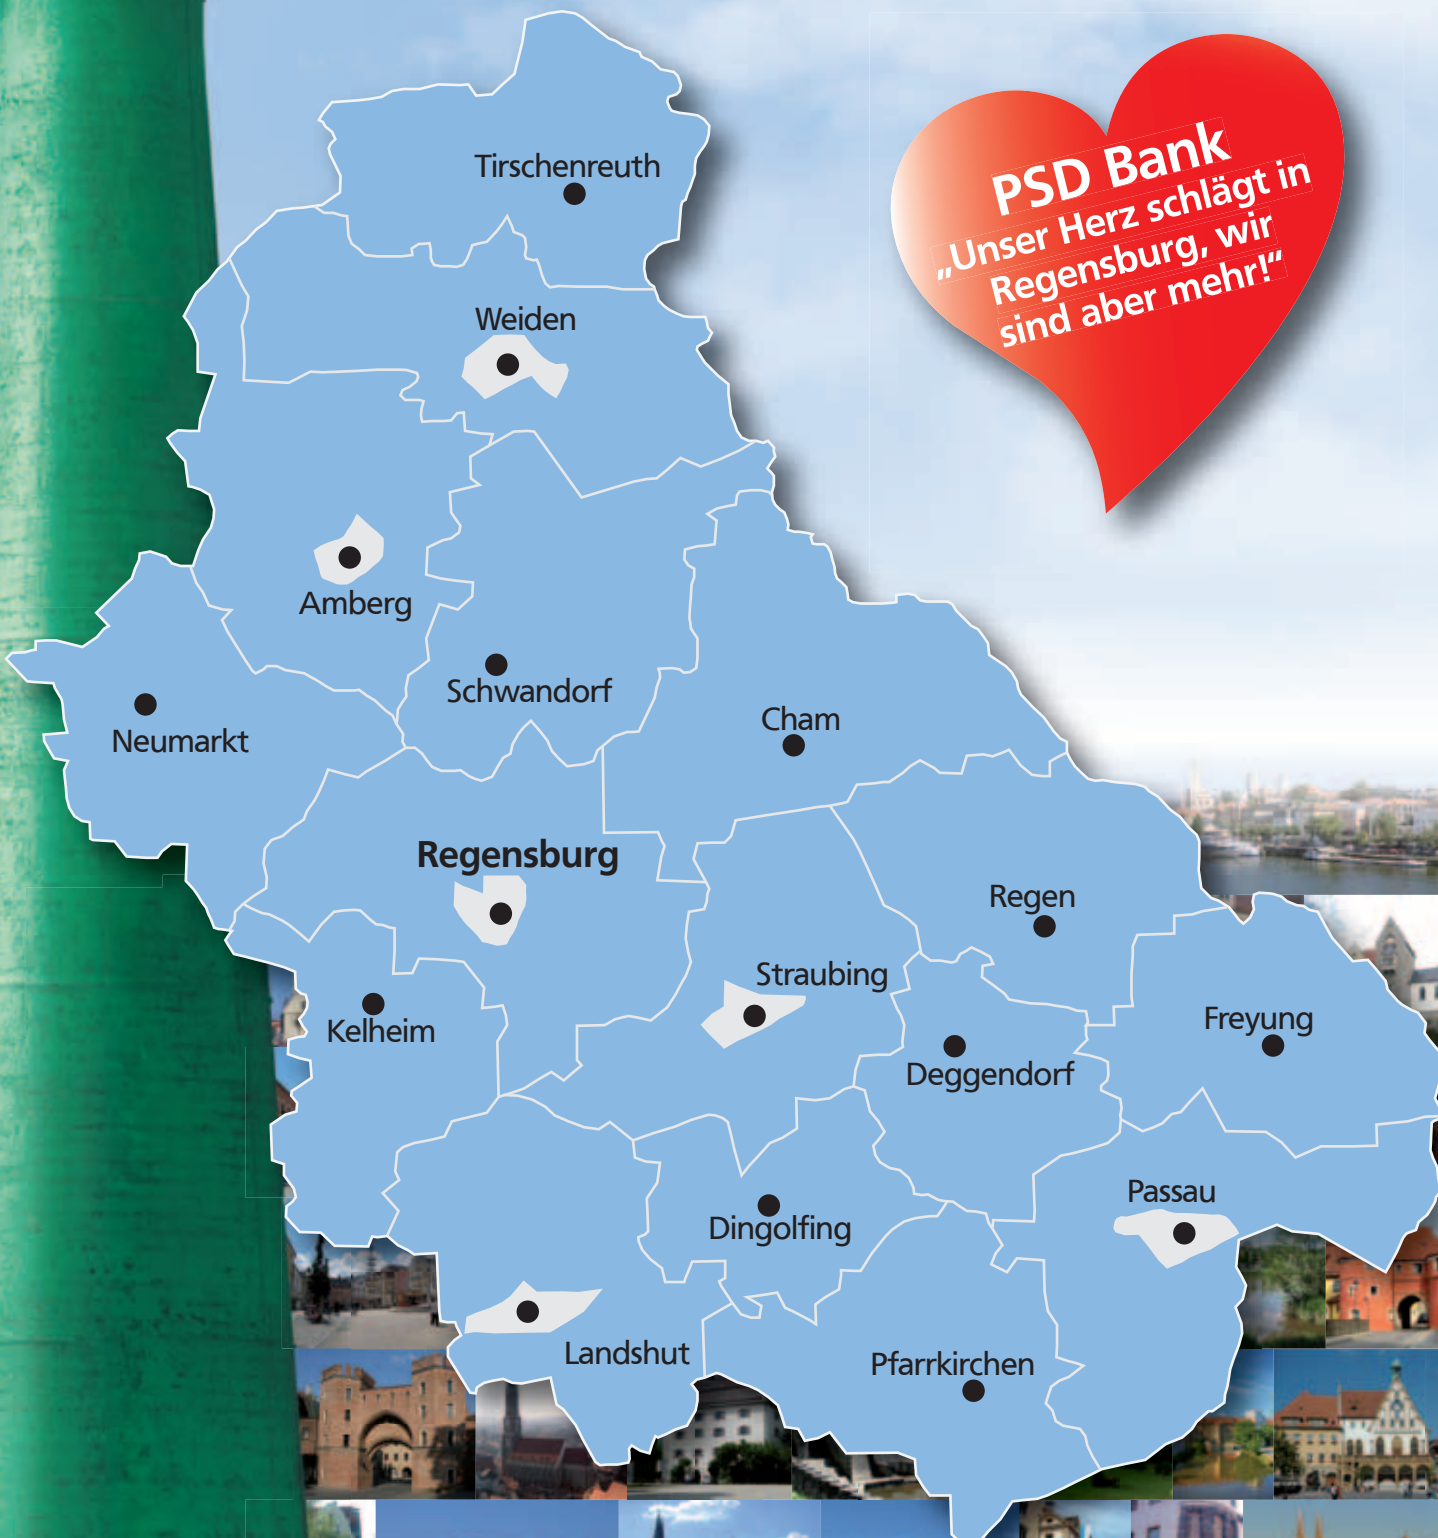 PSD Bank
„Unser Herz schlägt in
Regensburg, wir
sind aber mehr!“
Tirschenreuth
Weiden
Amberg
Schwandorf
Neumarkt
Cham
Regensburg
Regen
Straubing
Kelheim
Freyung
Deggendorf
Passau
Dingolfing
Landshut
Pfarrkirchen